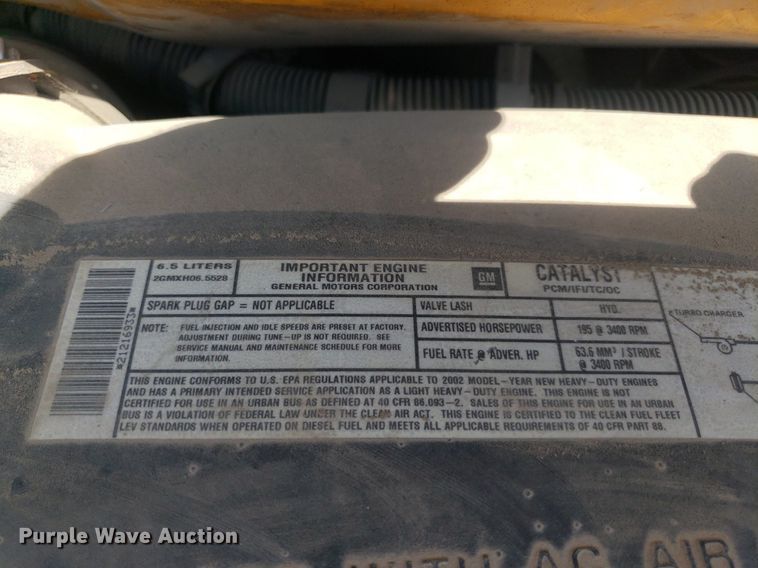 6.5 LITERS
2GMXH06.5528
IMPORTANT ENGINE
INFORMATION
GENERAL MOTORS CORPORATION
GM
CATALYST
PCM/IFI/TC/OC
*21216933*
SPARK PLUG GAP = NOT APPLICABLE
VALVE LASH
HYD.
NOTE: FUEL INJECTION AND IDLE SPEEDS ARE PRESET AT FACTORY.
ADJUSTMENT DURING TUNE-UP IS NOT REQUIRED. SEE
SERVICE MANUAL AND MAINTENANCE SCHEDULE FOR MORE
INFORMATION.
ADVERTISED HORSEPOWER
195 @ 3400 RPM
FUEL RATE @ ADVER. HP
63.6 MM³ / STROKE
@ 3400 RPM
TURBO CHARGER
THIS ENGINE CONFORMS TO U.S. EPA REGULATIONS APPLICABLE TO 2002 MODEL-YEAR NEW HEAVY-DUTY ENGINES
AND HAS A PRIMARY INTENDED SERVICE APPLICATION AS A LIGHT HEAVY-DUTY ENGINE. THIS ENGINE IS NOT
CERTIFIED FOR USE IN AN URBAN BUS AS DEFINED AT 40 CFR 86.093-2. SALES OF THIS ENGINE FOR USE IN AN URBAN
BUS IS A VIOLATION OF FEDERAL LAW UNDER THE CLEAN AIR ACT. THIS ENGINE IS CERTIFIED TO THE CLEAN FUEL FLEET
LEV STANDARDS WHEN OPERATED ON DIESEL FUEL AND MEETS ALL APPLICABLE REQUIREMENTS OF 40 CFR PART 88.
WITH AC AIR
Purple Wave Auction